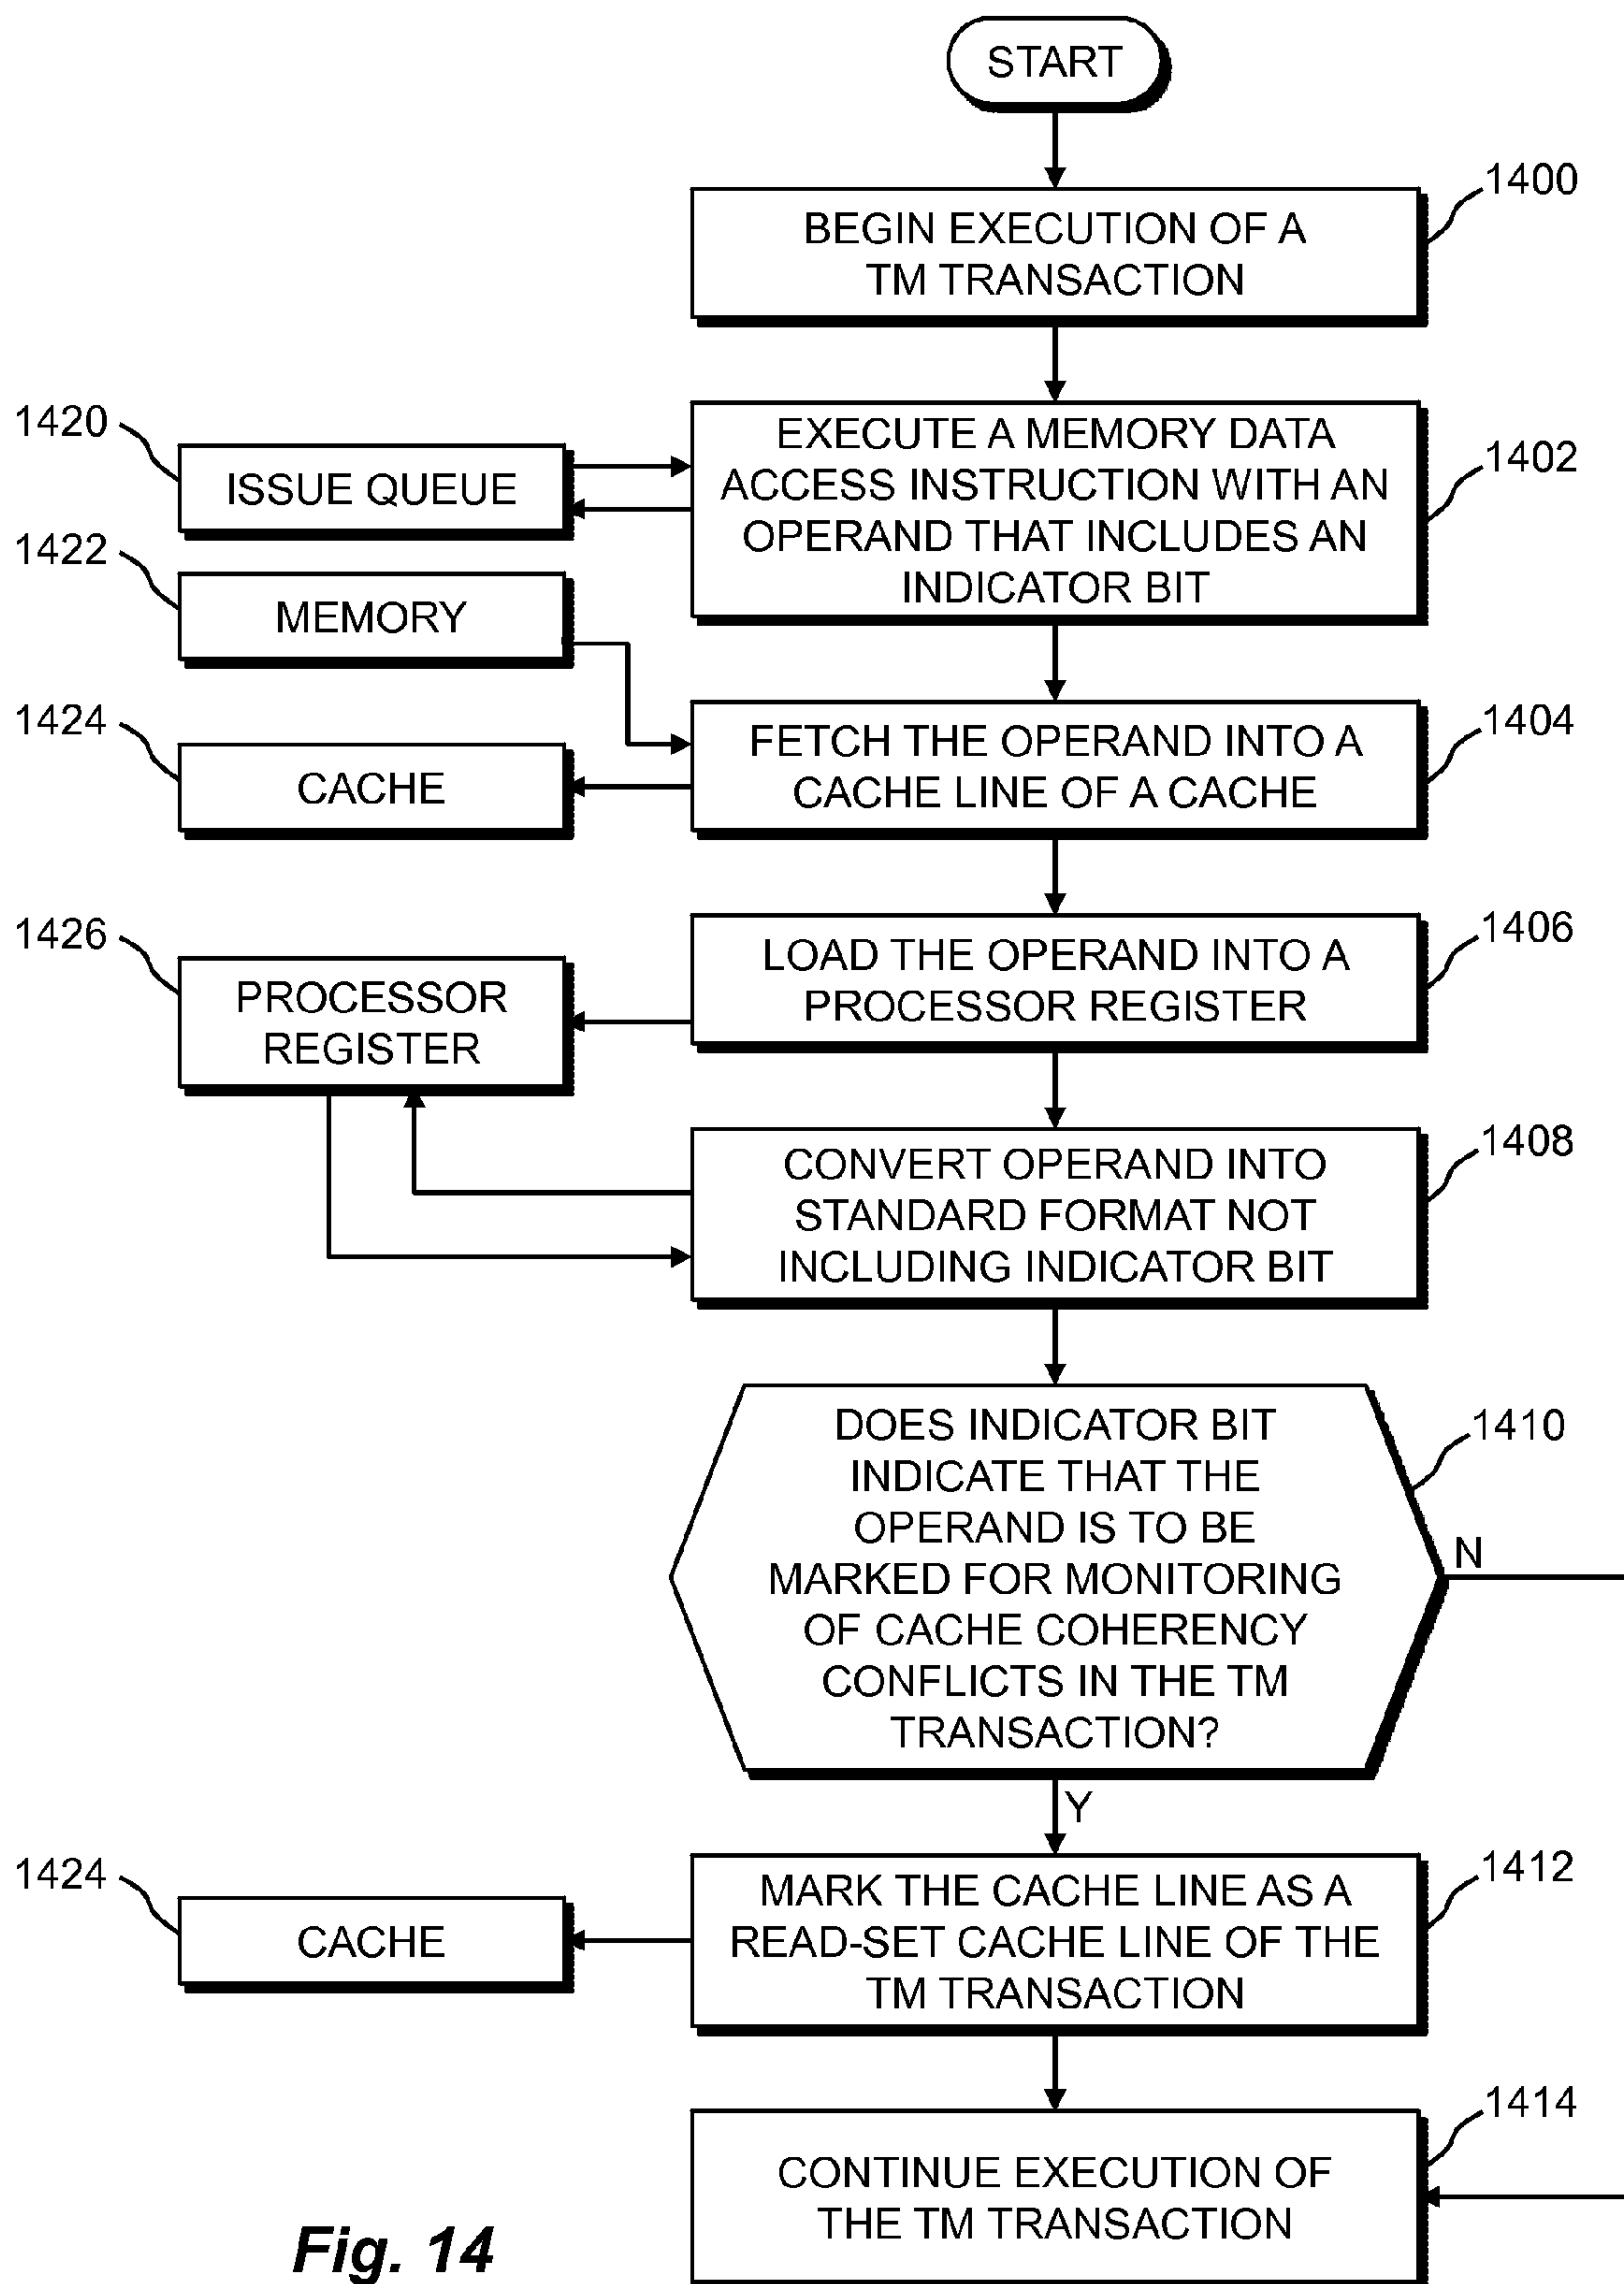 START
1400
BEGIN EXECUTION OF A
TM TRANSACTION
1420
ISSUE QUEUE
EXECUTE A MEMORY DATA
ACCESS INSTRUCTION WITH AN
OPERAND THAT INCLUDES AN
INDICATOR BIT
1402
1422
MEMORY
1424
CACHE
FETCH THE OPERAND INTO A
CACHE LINE OF A CACHE
1404
1426
PROCESSOR
REGISTER
LOAD THE OPERAND INTO A
PROCESSOR REGISTER
1406
CONVERT OPERAND INTO
STANDARD FORMAT NOT
INCLUDING INDICATOR BIT
1408
DOES INDICATOR BIT
INDICATE THAT THE
OPERAND IS TO BE
MARKED FOR MONITORING
OF CACHE COHERENCY
CONFLICTS IN THE TM
TRANSACTION?
1410
N
Y
1424
CACHE
MARK THE CACHE LINE AS A
READ-SET CACHE LINE OF THE
TM TRANSACTION
1412
1414
CONTINUE EXECUTION OF
THE TM TRANSACTION
Fig. 14